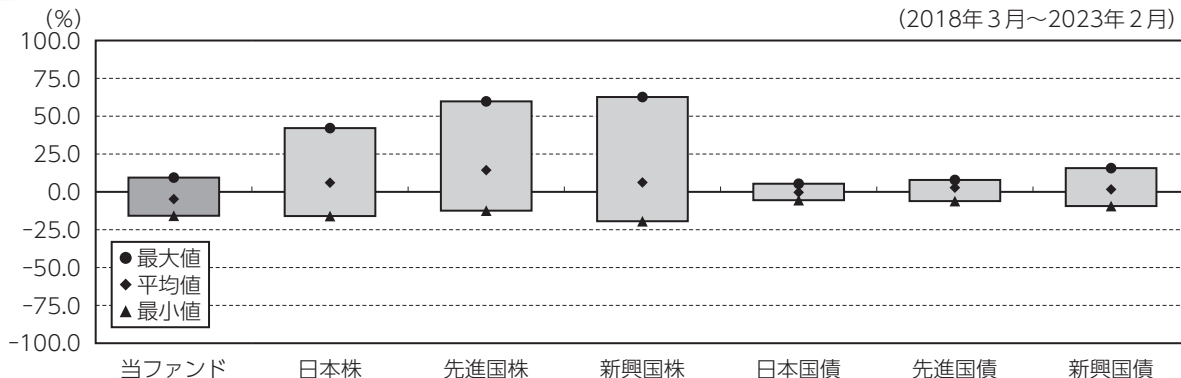 (%)
(2018年3月~2023年2月)
100.0
75.0
50.0
25.0
0.0
-25.0
-50.0
-75.0
-100.0
●最大値
◆平均値
▲最小値
当ファンド 日本株 先進国株 新興国株 日本国債 先進国債 新興国債